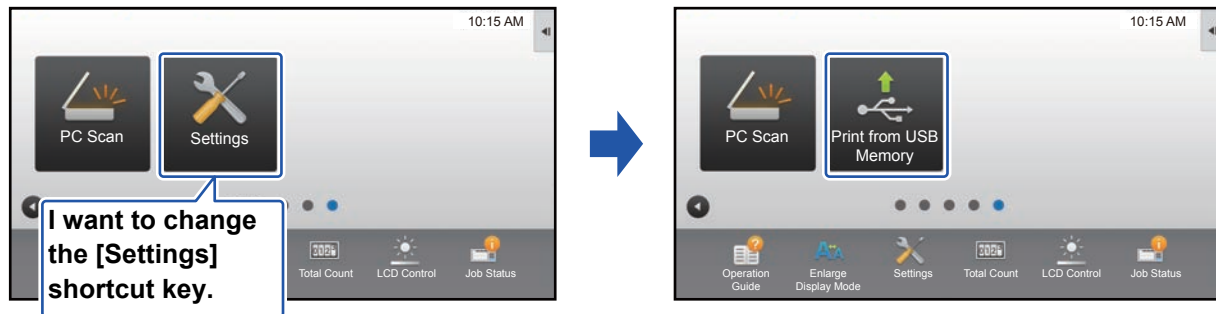 10:15 AM
PC Scan
Settings
I want to change
the [Settings]
shortcut key.
Total Count
LCD Control
Job Status
10:15 AM
PC Scan
Print from USB
Memory
Operation
Guide
Enlarge
Display Mode
Settings
Total Count
LCD Control
Job Status